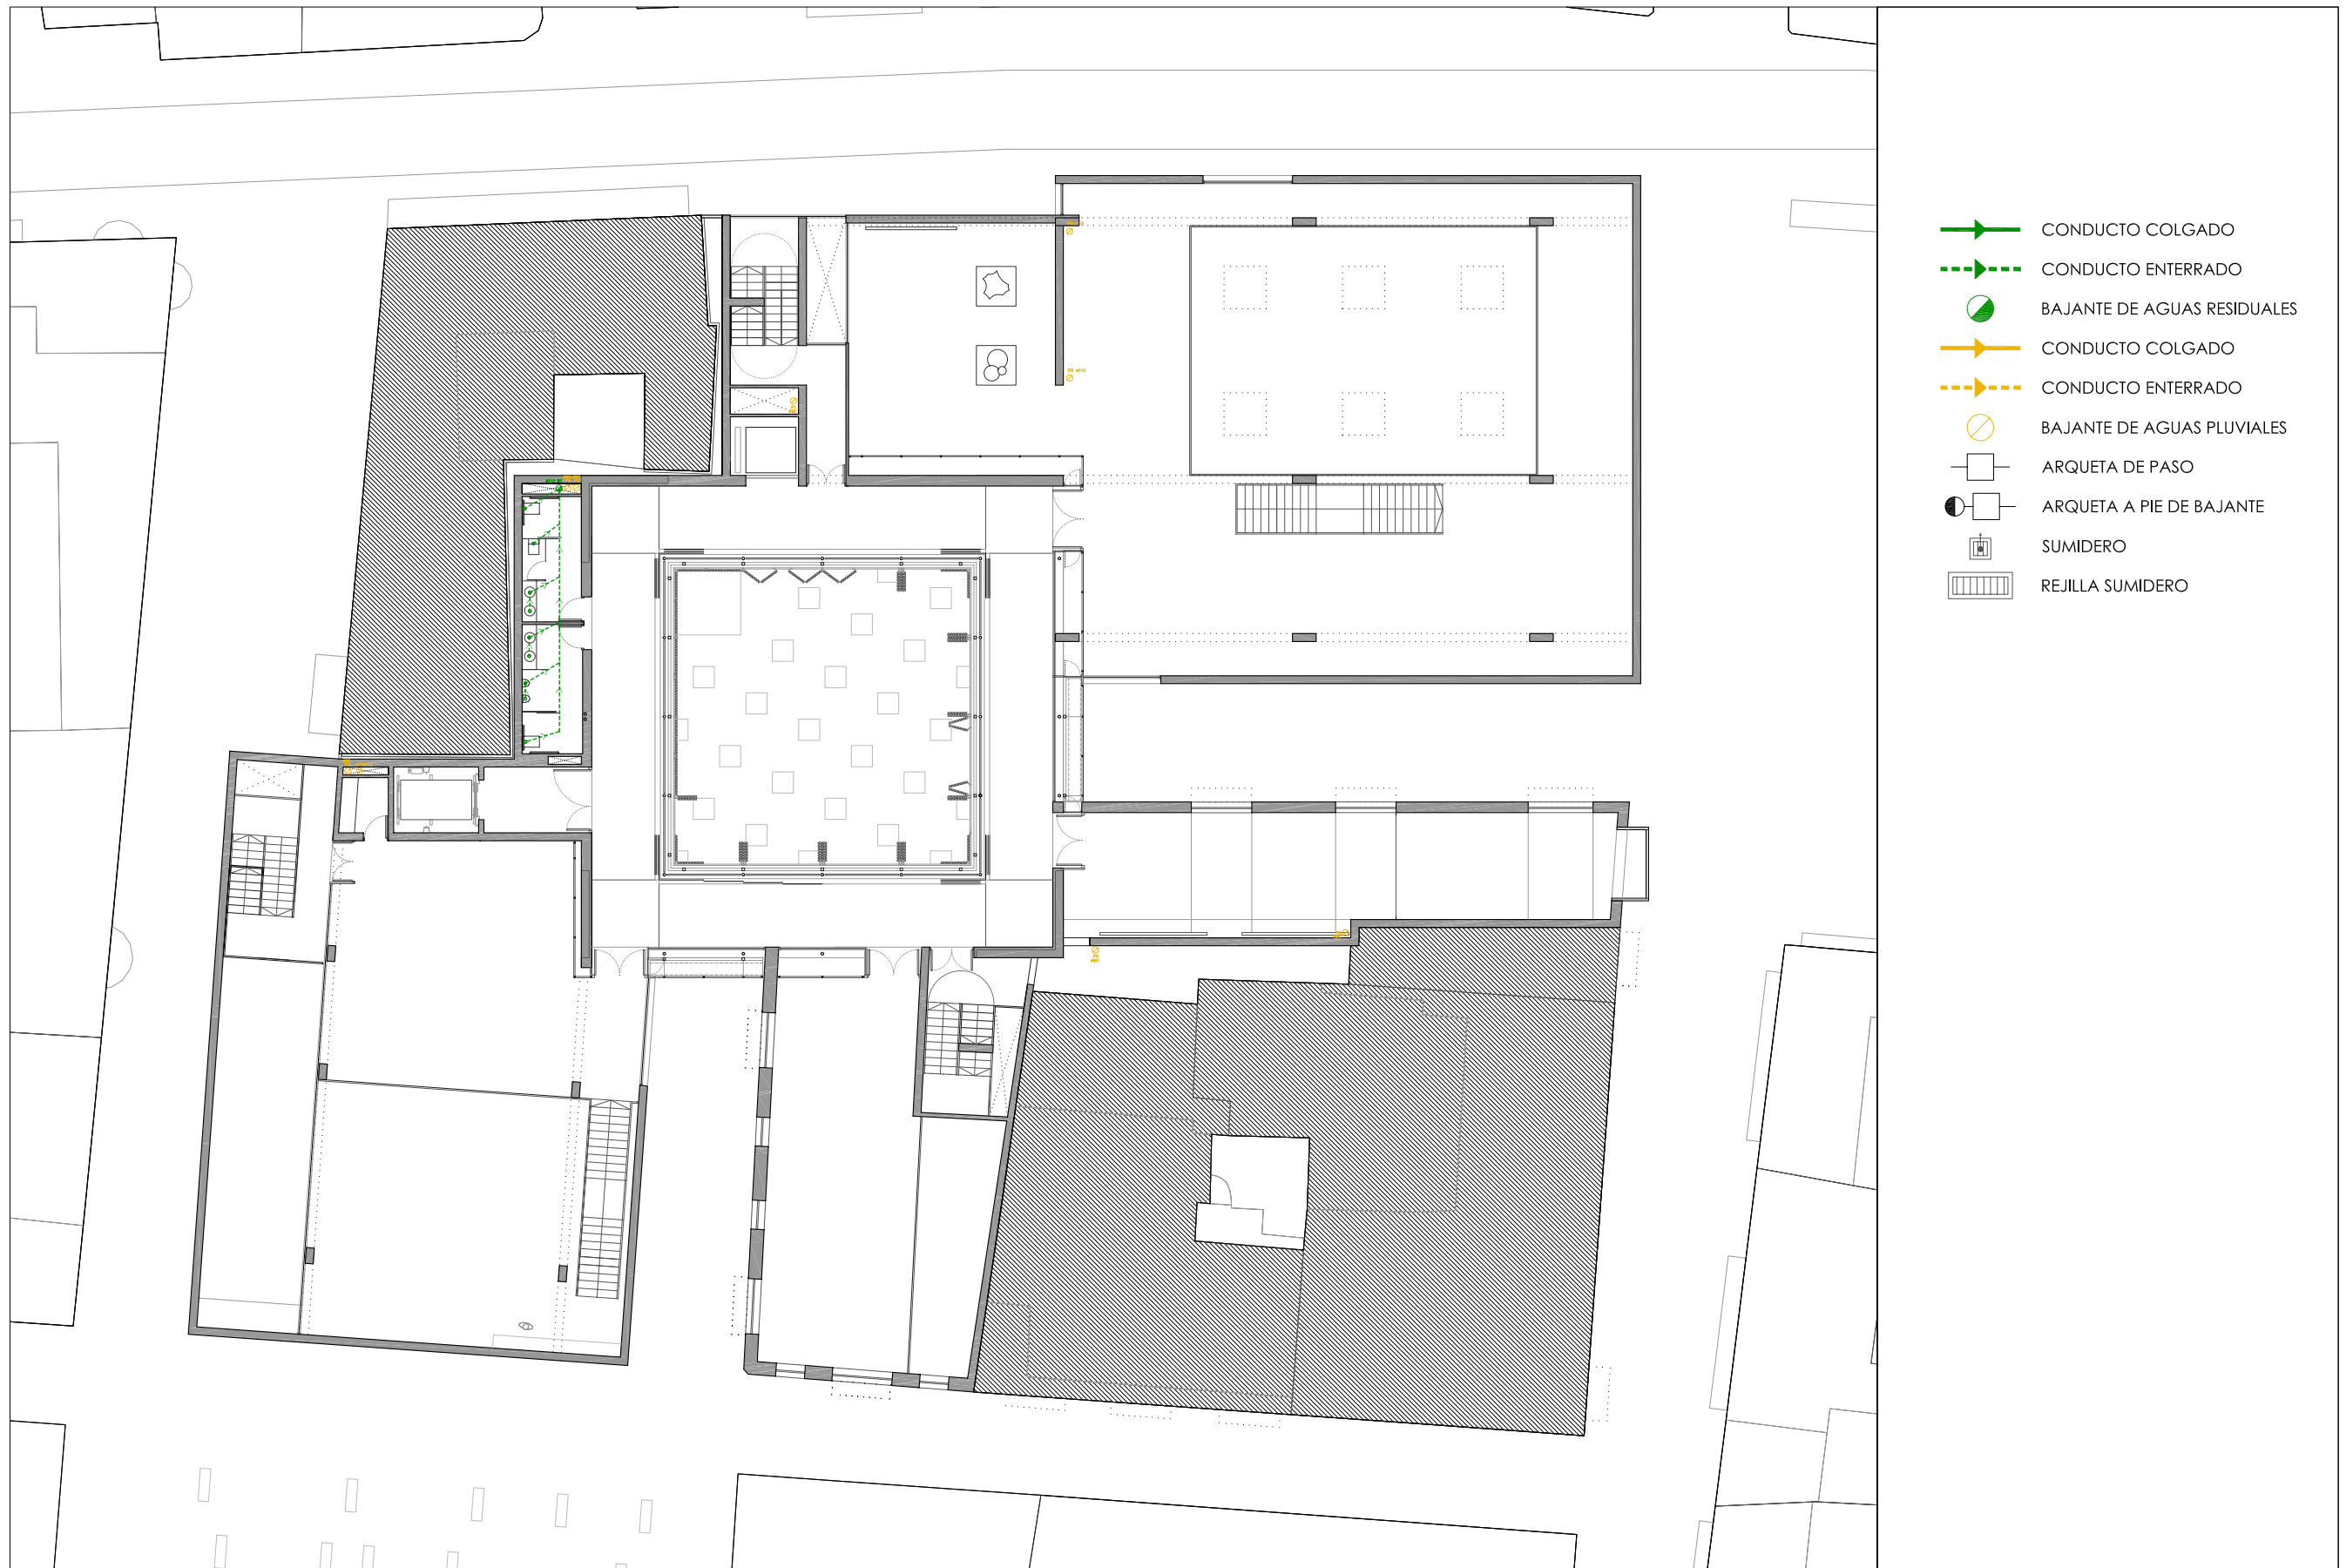 CONDUCTO COLGADO
CONDUCTO ENTERRADO
BAJANTE DE AGUAS RESIDUALES
CONDUCTO COLGADO
CONDUCTO ENTERRADO
BAJANTE DE AGUAS PLUVIALES
ARQUETA DE PASO
ARQUETA A PIE DE BAJANTE
SUMIDERO
REJILLA SUMIDERO